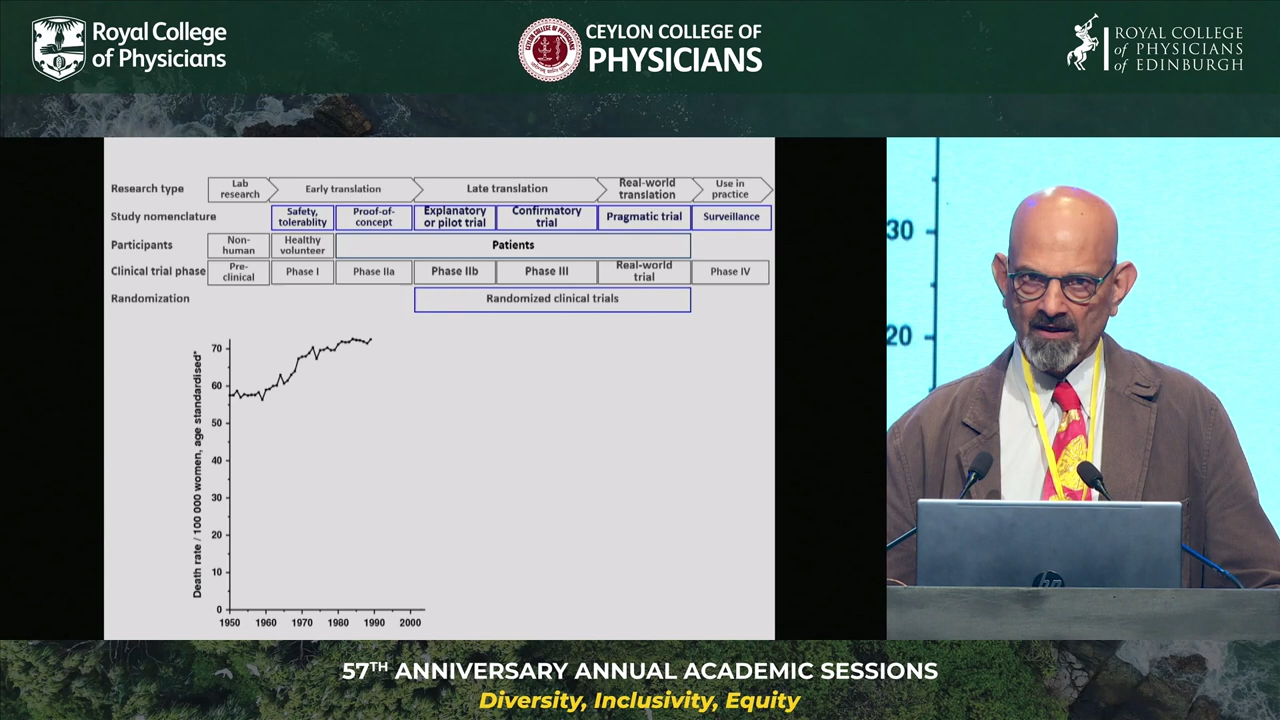 Royal College
of Physicians
CEYLON COLLEGE OF
PHYSICIANS
ROYAL COLLEGE
of PHYSICIANS
of EDINBURGH
Research type
Lab
research
Early translation
Late translation
Real-world
translation
Use in
practice
Study nomenclature
Safety,
tolerablity
Proof-of-
concept
Explanatory
or pilot trial
Confirmatory
trial
Pragmatic trial
Surveillance
Participants
Non-
human
Healthy
volunteer
Patients
Clinical trial phase
Pre-
clinical
Phase I
Phase IIa
Phase IIb
Phase III
Real-world
trial
Phase IV
Randomization
Randomized clinical trials
Death rate / 100 000 women, age standardised*
70
60
50
40
30
20
10
0
1950 1960 1970 1980 1990 2000
30
20
hp
57TH ANNIVERSARY ANNUAL ACADEMIC SESSIONS
Diversity, Inclusivity, Equity